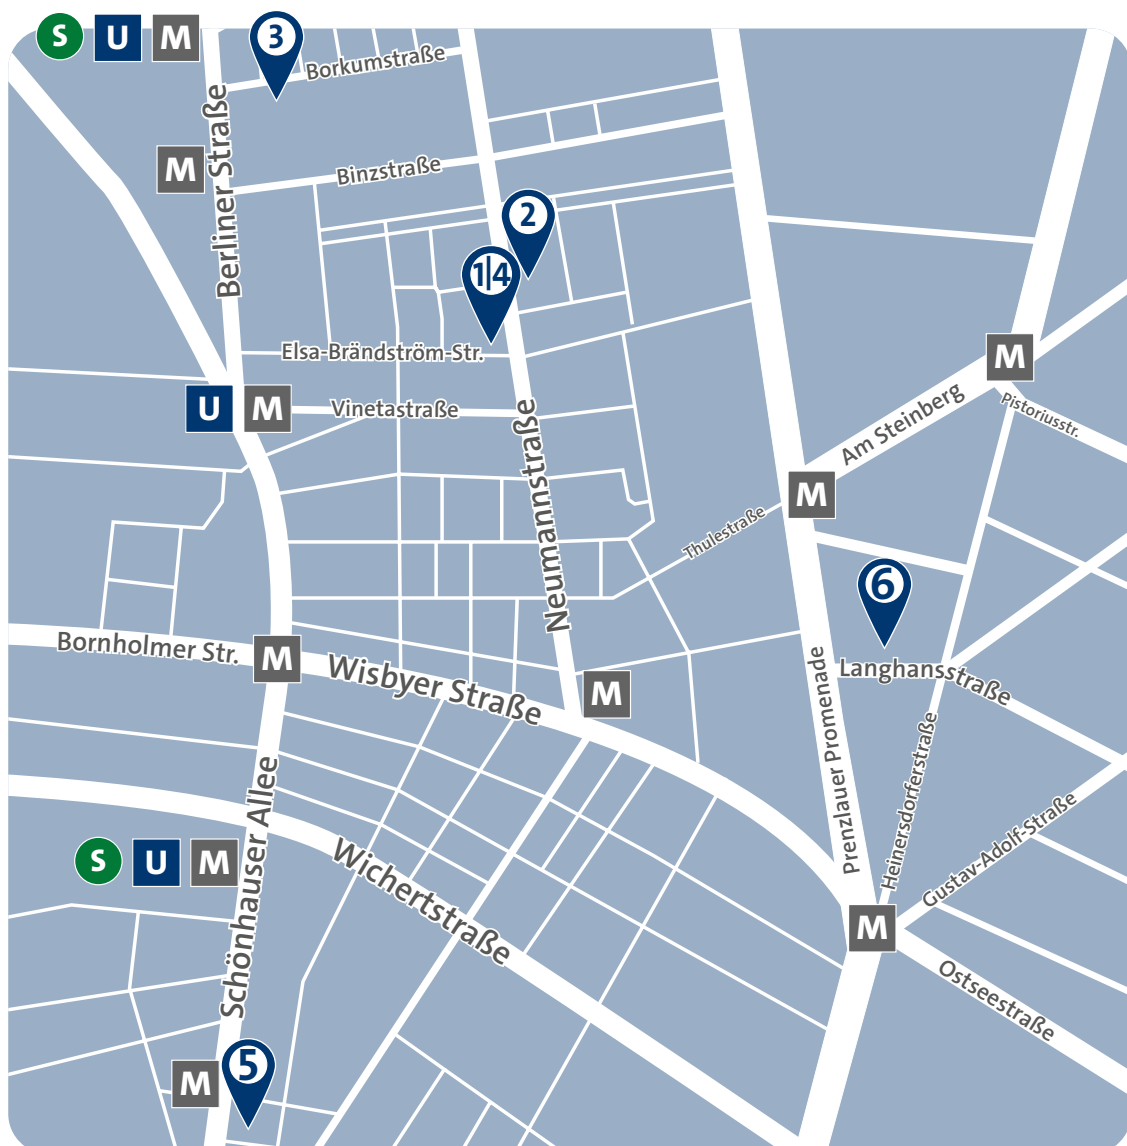 S U M
3
Borkumstraße
Berliner Straße
M
Binzstraße
2
1|4
Elsa-Brändström-Str.
M
U M
Vinetastraße
Pistoriusstr.
Am Steinberg
Neumannstraße
M
Thulestraße
6
Bornholmer Str.
M
Wisbyer Straße
M
Langhansstraße
Prenzlauer Promenade
Heinersdorferstraße
Schönhauser Allee
Gustav-Adolf-Straße
S U M
Wichertstraße
M
Ostseestraße
M
5